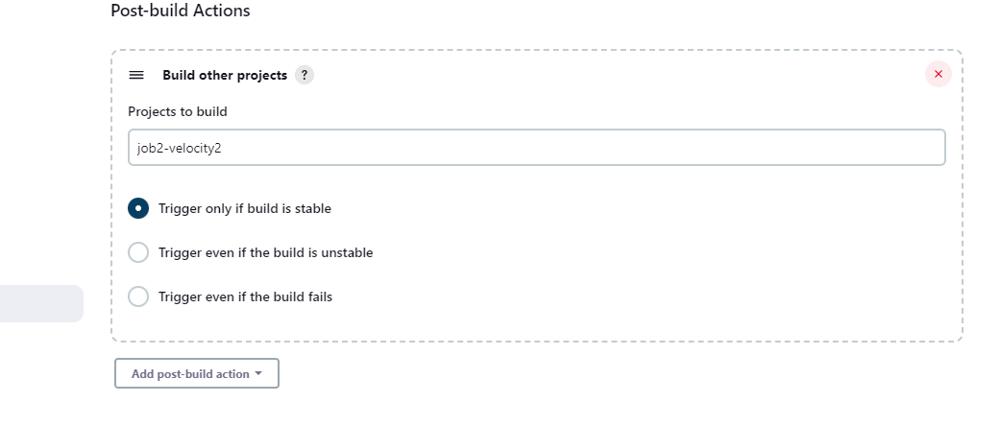 Post-build Actions
Build other projects ?
Projects to build
job2-velocity2
Trigger only if build is stable
Trigger even if the build is unstable
Trigger even if the build fails
Add post-build action